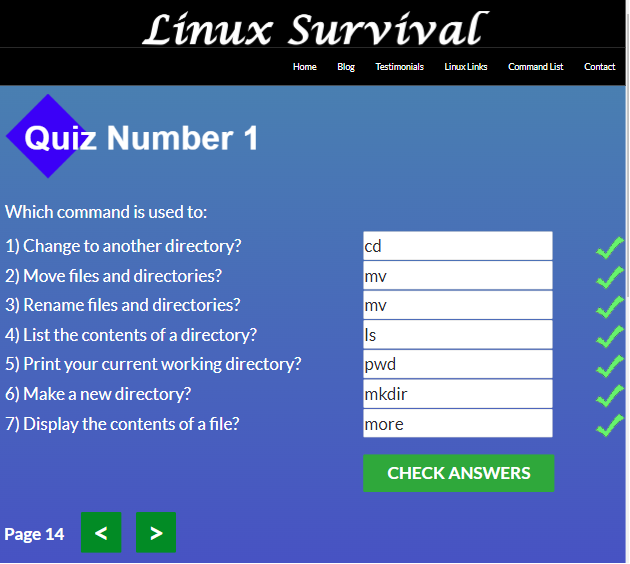 Linux Survival
Home Blog Testimonials Linux Links Command List Contact
Quiz Number 1
Which command is used to:
1) Change to another directory? cd
2) Move files and directories? mv
3) Rename files and directories? mv
4) List the contents of a directory? ls
5) Print your current working directory? pwd
6) Make a new directory? mkdir
7) Display the contents of a file? more
CHECK ANSWERS
Page 14 < >